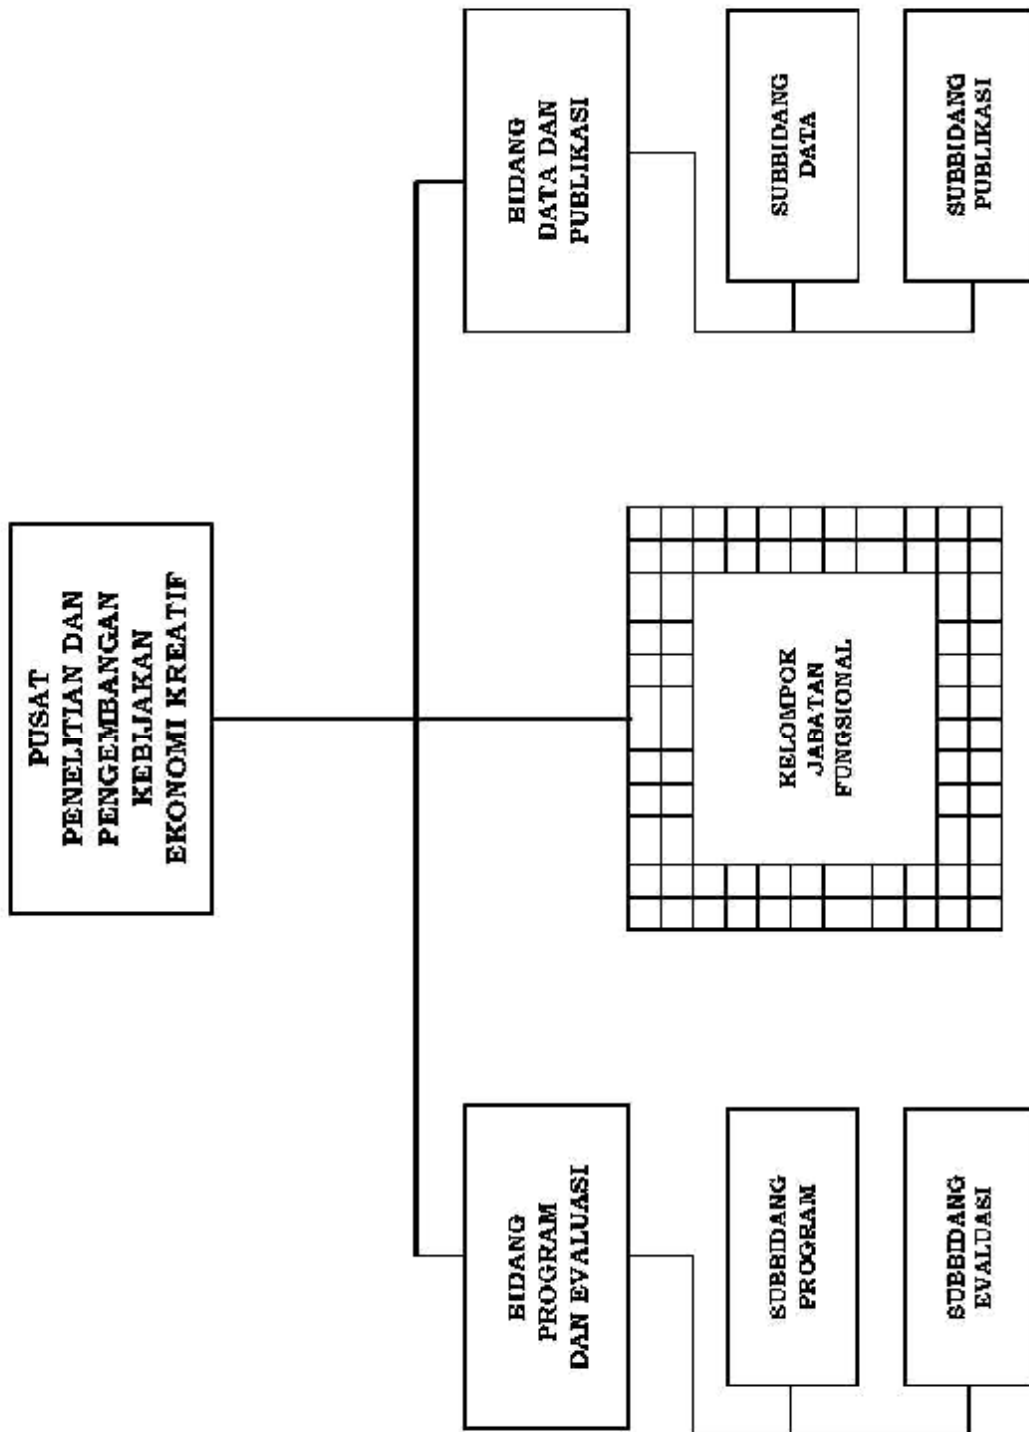 PUSAT
PENELITIAN DAN
PENGEMBANGAN
KEBIJAKAN
EKONOMI KREATIF
BIDANG
PROGRAM
DAN EVALUASI
BIDANG
DATA DAN
PUBLIKASI
SUBBIDANG
PROGRAM
KELOMPOK
JABATAN
FUNGSIONAL
SUBBIDANG
DATA
SUBBIDANG
EVALUASI
SUBBIDANG
PUBLIKASI